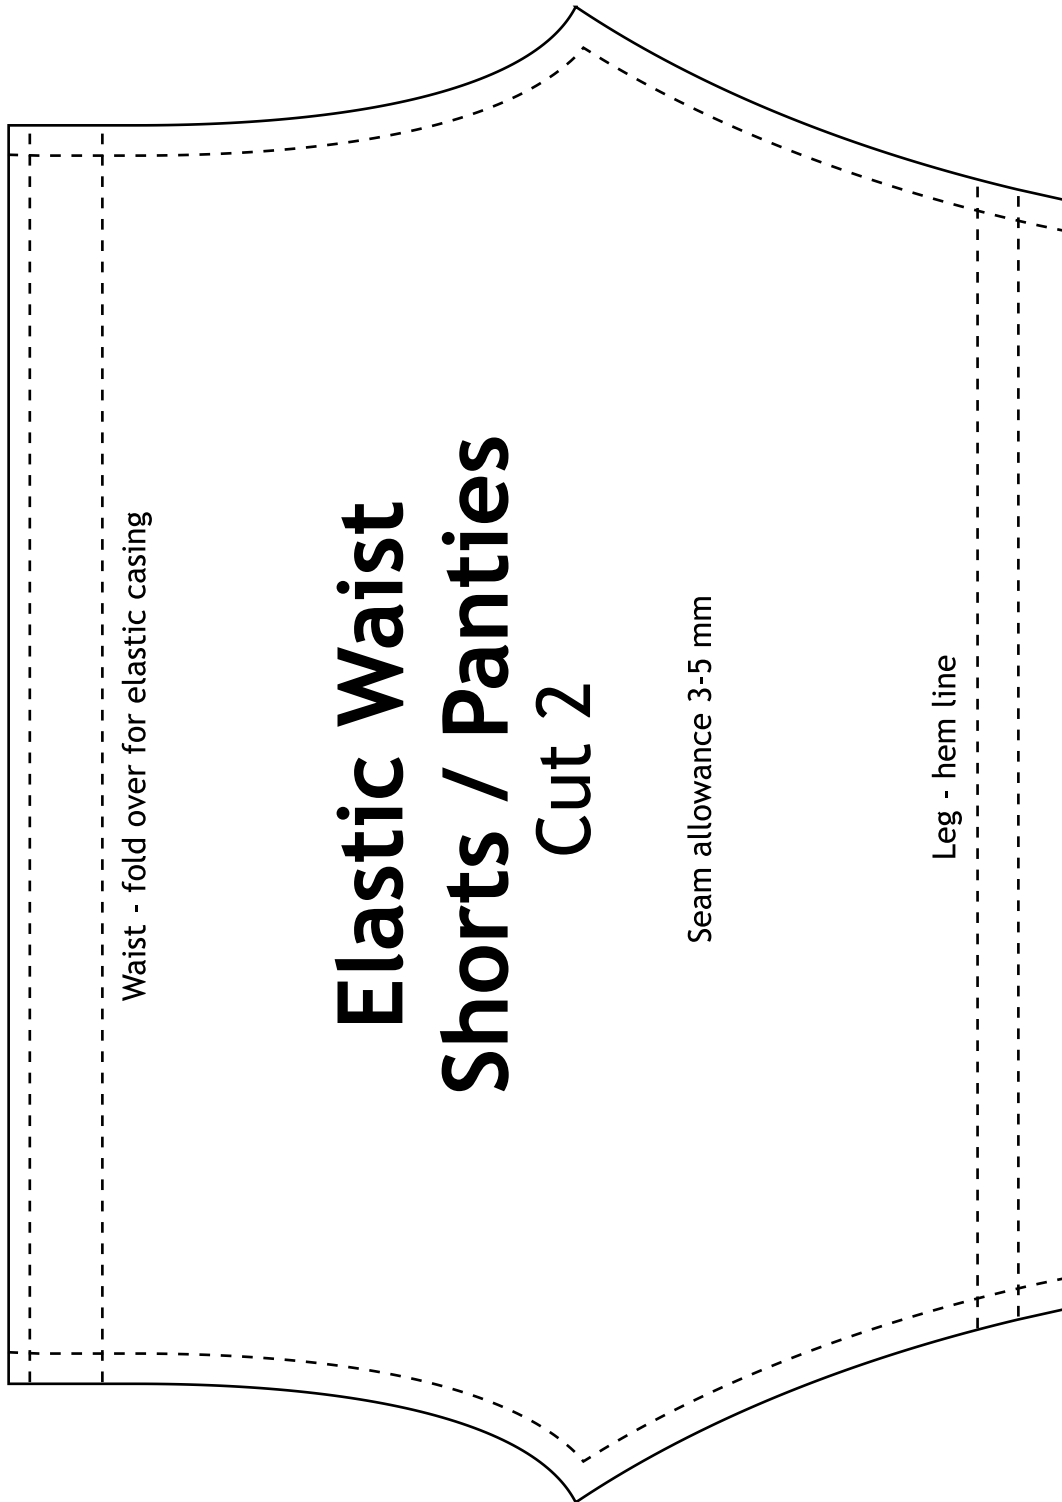 Waist - fold over for elastic casing
Elastic Waist
Shorts / Panties
Cut 2
Seam allowance 3-5 mm
Leg - hem line